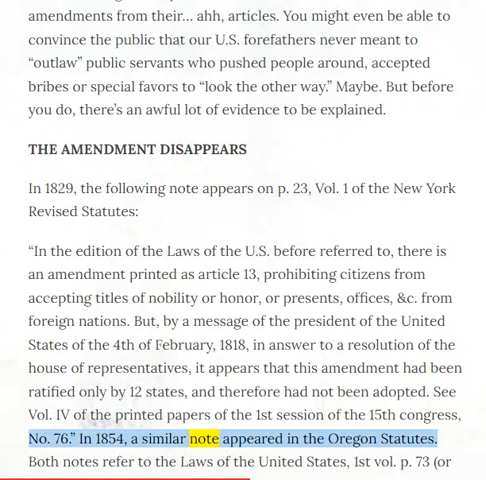 amendments from their… ahh, articles. You might even be able to
convince the public that our U.S. forefathers never meant to
“outlaw” public servants who pushed people around, accepted
bribes or special favors to “look the other way.” Maybe. But before
you do, there’s an awful lot of evidence to be explained.
THE AMENDMENT DISAPPEARS
In 1829, the following note appears on p. 23, Vol. 1 of the New York
Revised Statutes:
“In the edition of the Laws of the U.S. before referred to, there is
an amendment printed as article 13, prohibiting citizens from
accepting titles of nobility or honor, or presents, offices, &c. from
foreign nations. But, by a message of the president of the United
States of the 4th of February, 1818, in answer to a resolution of the
house of representatives, it appears that this amendment had been
ratified only by 12 states, and therefore had not been adopted. See
Vol. IV of the printed papers of the 1st session of the 15th congress,
No. 76.” In 1854, a similar note appeared in the Oregon Statutes.
Both notes refer to the Laws of the United States, 1st vol. p. 73 (or